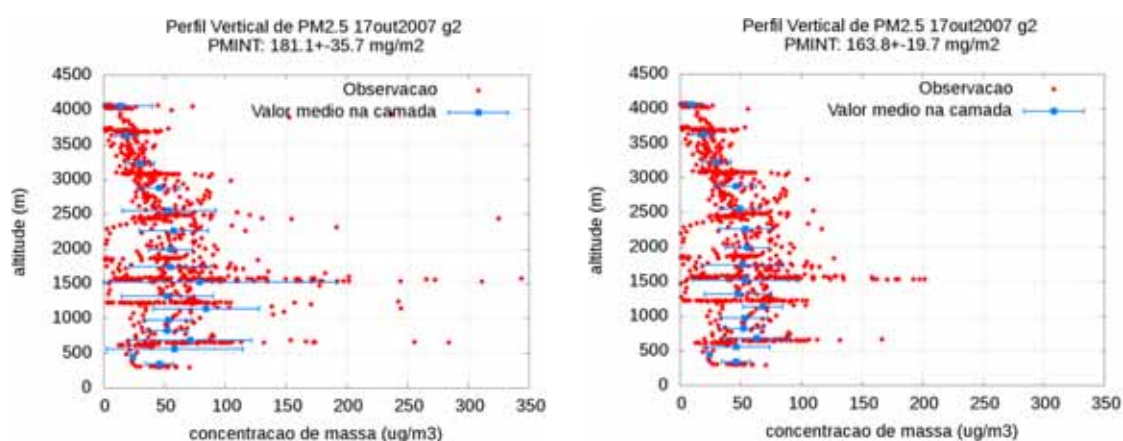 Perfil Vertical de PM2.5 17out2007 g2
PMINT: 181.1+-35.7 mg/m2
4500
4000
3500
3000
2500
2000
1500
1000
500
0
altitude (m)
Observacao
Valor medio na camada
0 50 100 150 200 250 300 350
concentracao de massa (ug/m3)
Perfil Vertical de PM2.5 17out2007 g2
PMINT: 163.8+-19.7 mg/m2
4500
4000
3500
3000
2500
2000
1500
1000
500
0
altitude (m)
Observacao
Valor medio na camada
0 50 100 150 200 250 300 350
concentracao de massa (ug/m3)